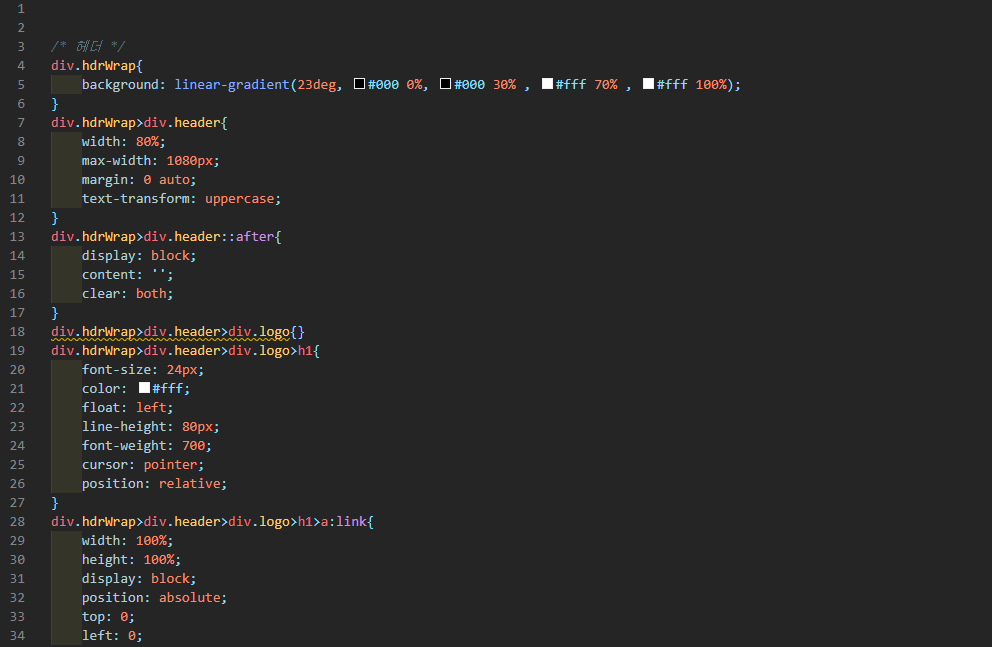 1
2
3 /* 헤더 */
4 div.hdrWrap{
5 background: linear-gradient(23deg, #000 0%, #000 30% , #fff 70% , #fff 100%);
6 }
7 div.hdrWrap>div.header{
8 width: 80%;
9 max-width: 1080px;
10 margin: 0 auto;
11 text-transform: uppercase;
12 }
13 div.hdrWrap>div.header::after{
14 display: block;
15 content: '';
16 clear: both;
17 }
18 div.hdrWrap>div.header>div.logo{}
19 div.hdrWrap>div.header>div.logo>h1{
20 font-size: 24px;
21 color: #fff;
22 float: left;
23 line-height: 80px;
24 font-weight: 700;
25 cursor: pointer;
26 position: relative;
27 }
28 div.hdrWrap>div.header>div.logo>h1>a:link{
29 width: 100%;
30 height: 100%;
31 display: block;
32 position: absolute;
33 top: 0;
34 left: 0;